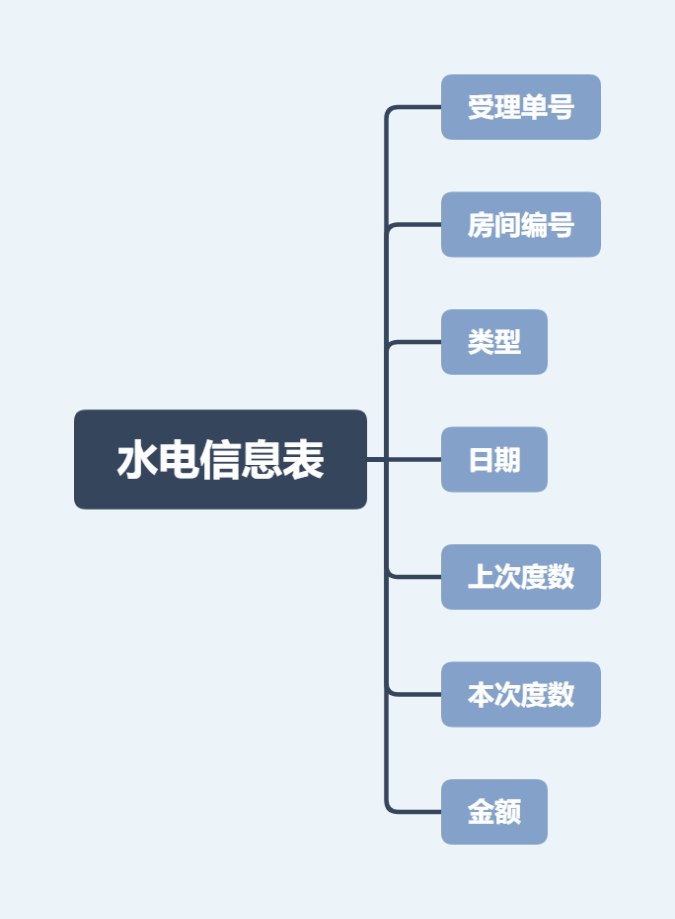 受理单号
房间编号
类型
水电信息表
日期
上次度数
本次度数
金额